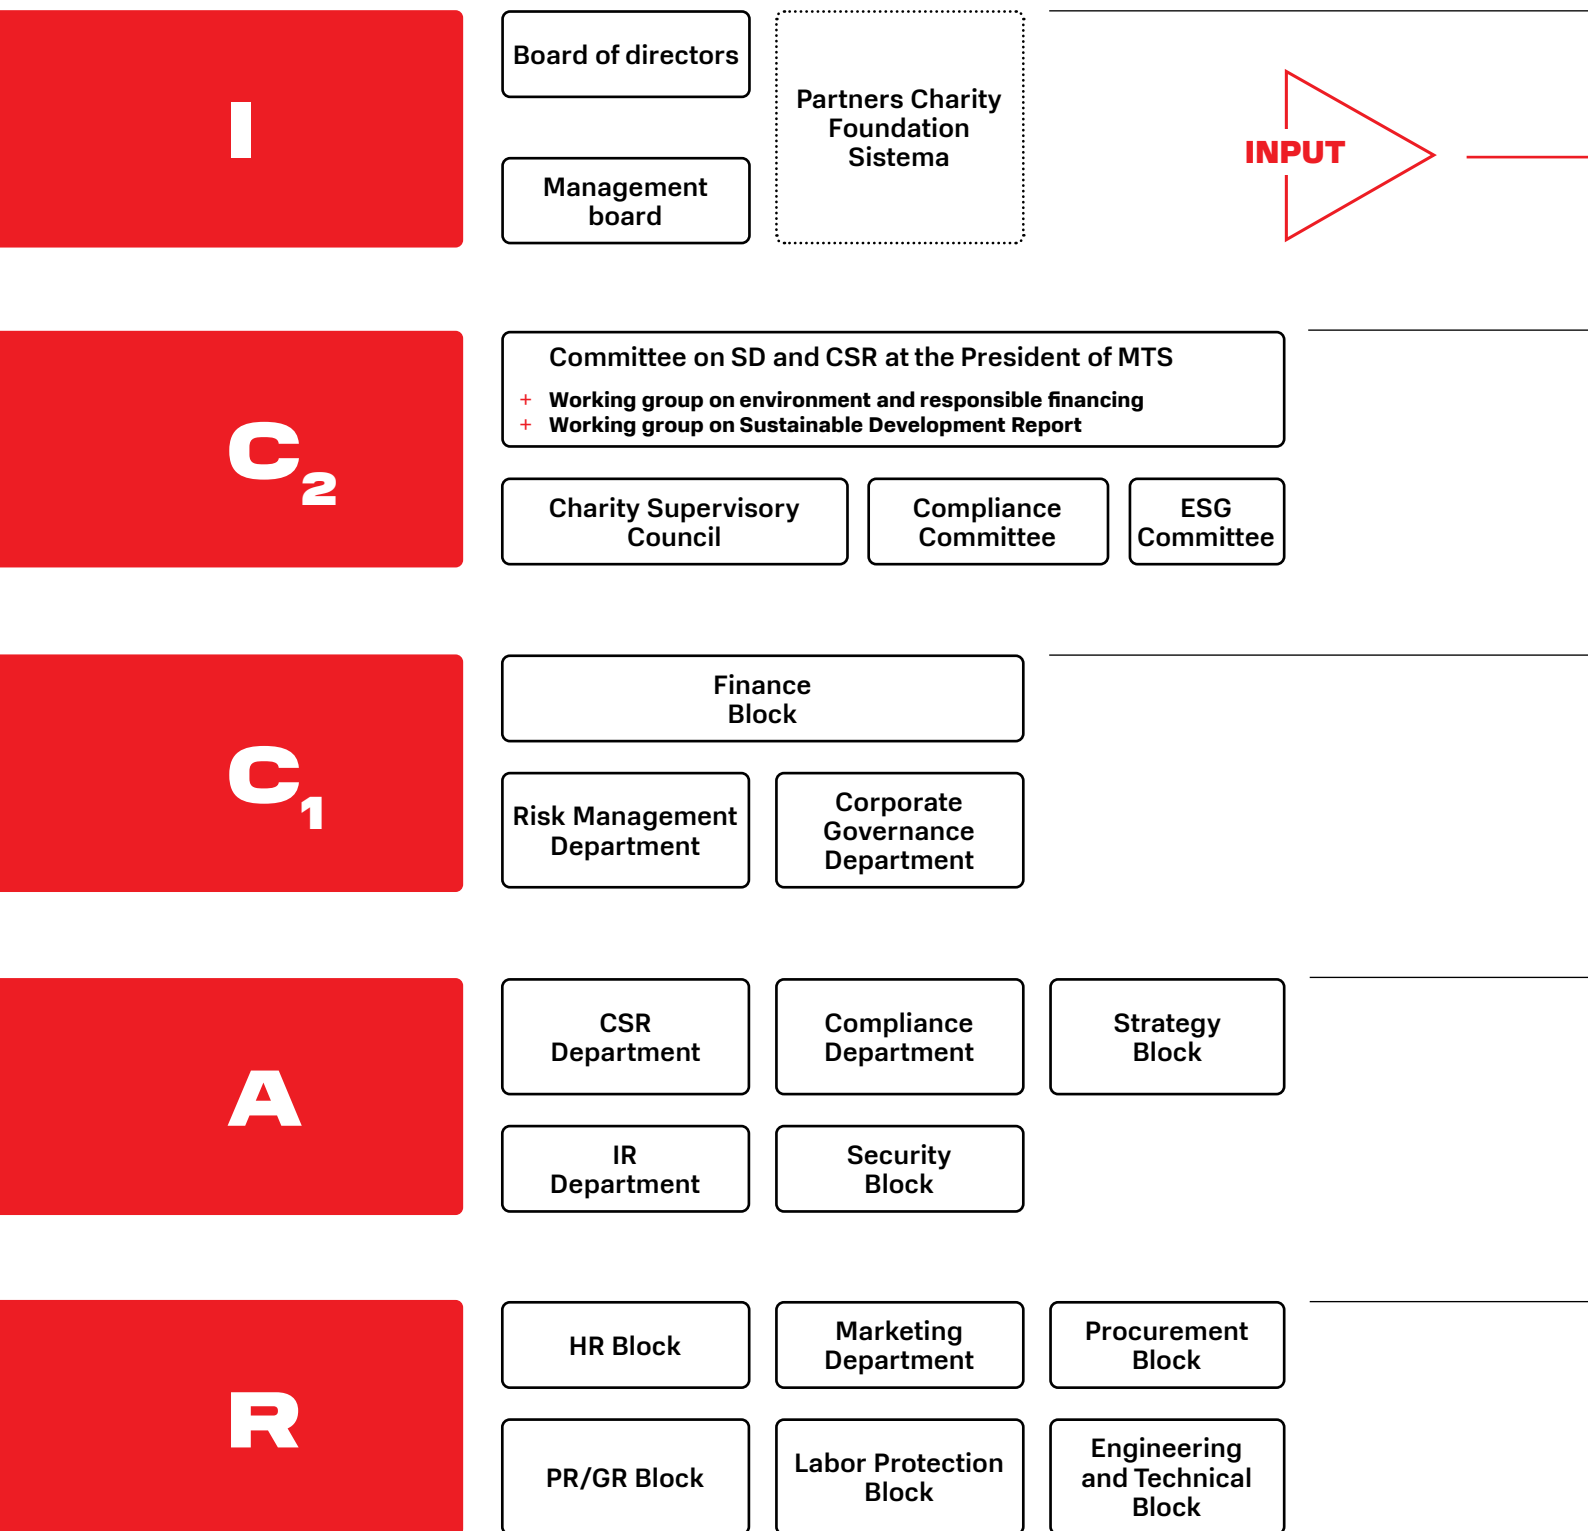 I
Board of directors
Management
board
Partners Charity
Foundation
Sistema
INPUT
C2
Committee on SD and CSR at the President of MTS
+ Working group on environment and responsible financing
+ Working group on Sustainable Development Report
Charity Supervisory
Council
Compliance
Committee
ESG
Committee
C1
Finance
Block
Risk Management
Department
Corporate
Governance
Department
A
CSR
Department
Compliance
Department
Strategy
Block
IR
Department
Security
Block
R
HR Block
Marketing
Department
Procurement
Block
PR/GR Block
Labor Protection
Block
Engineering
and Technical
Block